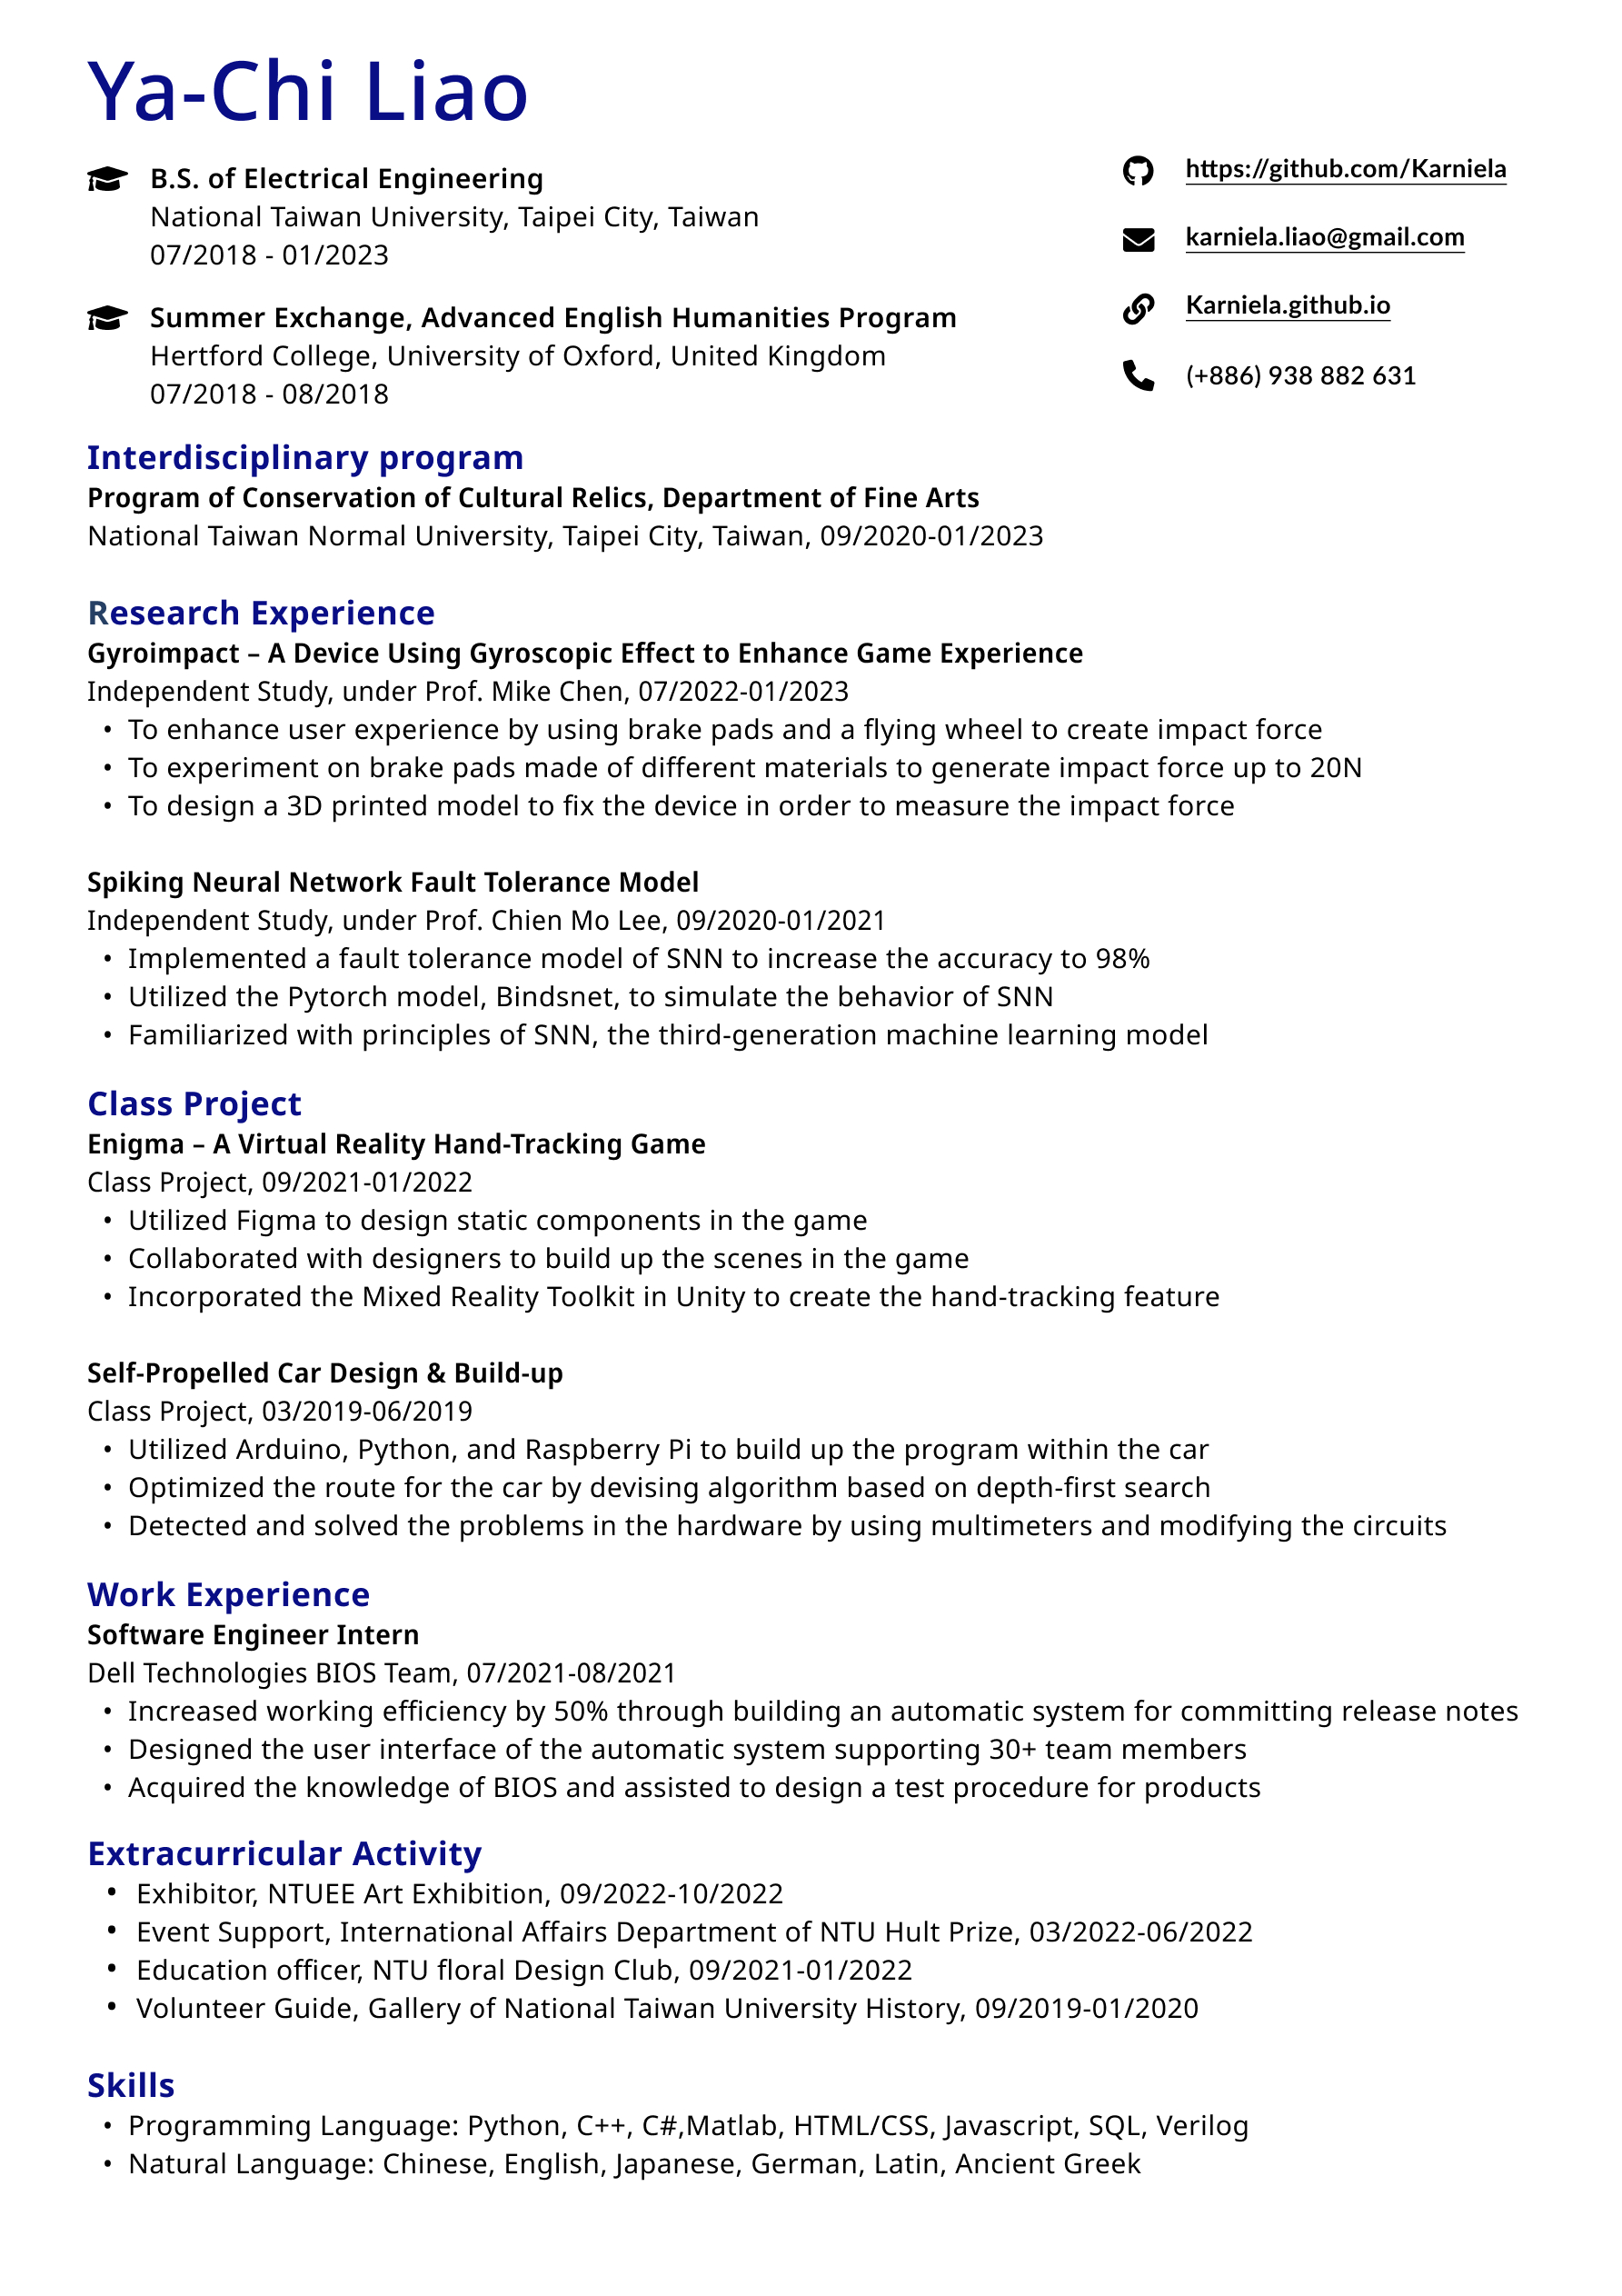 Ya-Chi Liao
B.S. of Electrical Engineering
National Taiwan University, Taipei City, Taiwan
07/2018 - 01/2023
Summer Exchange, Advanced English Humanities Program
Hertford College, University of Oxford, United Kingdom
07/2018 - 08/2018
https://github.com/Karniela
karniela.liao@gmail.com
Karniela.github.io
(+886) 938 882 631
Interdisciplinary program
Program of Conservation of Cultural Relics, Department of Fine Arts
National Taiwan Normal University, Taipei City, Taiwan, 09/2020-01/2023
Research Experience
Gyroimpact – A Device Using Gyroscopic Effect to Enhance Game Experience
Independent Study, under Prof. Mike Chen, 07/2022-01/2023
• To enhance user experience by using brake pads and a flying wheel to create impact force
• To experiment on brake pads made of different materials to generate impact force up to 20N
• To design a 3D printed model to fix the device in order to measure the impact force
Spiking Neural Network Fault Tolerance Model
Independent Study, under Prof. Chien Mo Lee, 09/2020-01/2021
• Implemented a fault tolerance model of SNN to increase the accuracy to 98%
• Utilized the Pytorch model, Bindsnet, to simulate the behavior of SNN
• Familiarized with principles of SNN, the third-generation machine learning model
Class Project
Enigma – A Virtual Reality Hand-Tracking Game
Class Project, 09/2021-01/2022
• Utilized Figma to design static components in the game
• Collaborated with designers to build up the scenes in the game
• Incorporated the Mixed Reality Toolkit in Unity to create the hand-tracking feature
Self-Propelled Car Design & Build-up
Class Project, 03/2019-06/2019
• Utilized Arduino, Python, and Raspberry Pi to build up the program within the car
• Optimized the route for the car by devising algorithm based on depth-first search
• Detected and solved the problems in the hardware by using multimeters and modifying the circuits
Work Experience
Software Engineer Intern
Dell Technologies BIOS Team, 07/2021-08/2021
• Increased working efficiency by 50% through building an automatic system for committing release notes
• Designed the user interface of the automatic system supporting 30+ team members
• Acquired the knowledge of BIOS and assisted to design a test procedure for products
Extracurricular Activity
• Exhibitor, NTUEE Art Exhibition, 09/2022-10/2022
• Event Support, International Affairs Department of NTU Hult Prize, 03/2022-06/2022
• Education officer, NTU floral Design Club, 09/2021-01/2022
• Volunteer Guide, Gallery of National Taiwan University History, 09/2019-01/2020
Skills
• Programming Language: Python, C++, C#,Matlab, HTML/CSS, Javascript, SQL, Verilog
• Natural Language: Chinese, English, Japanese, German, Latin, Ancient Greek